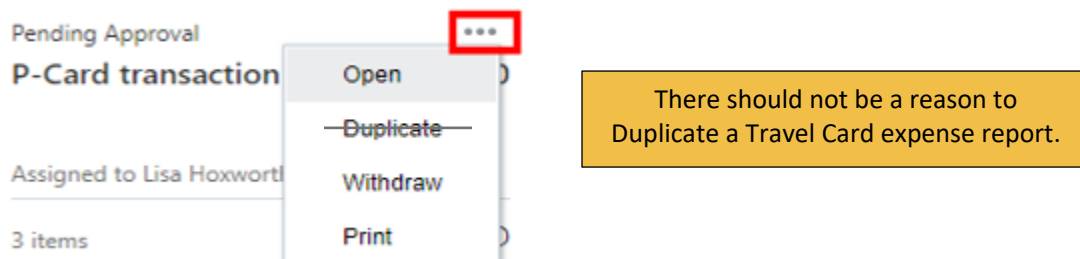 Pending Approval
P-Card transaction
Open
Duplicate
Assigned to Lisa Hoxworth
Withdraw
3 items
Print
There should not be a reason to
Duplicate a Travel Card expense report.